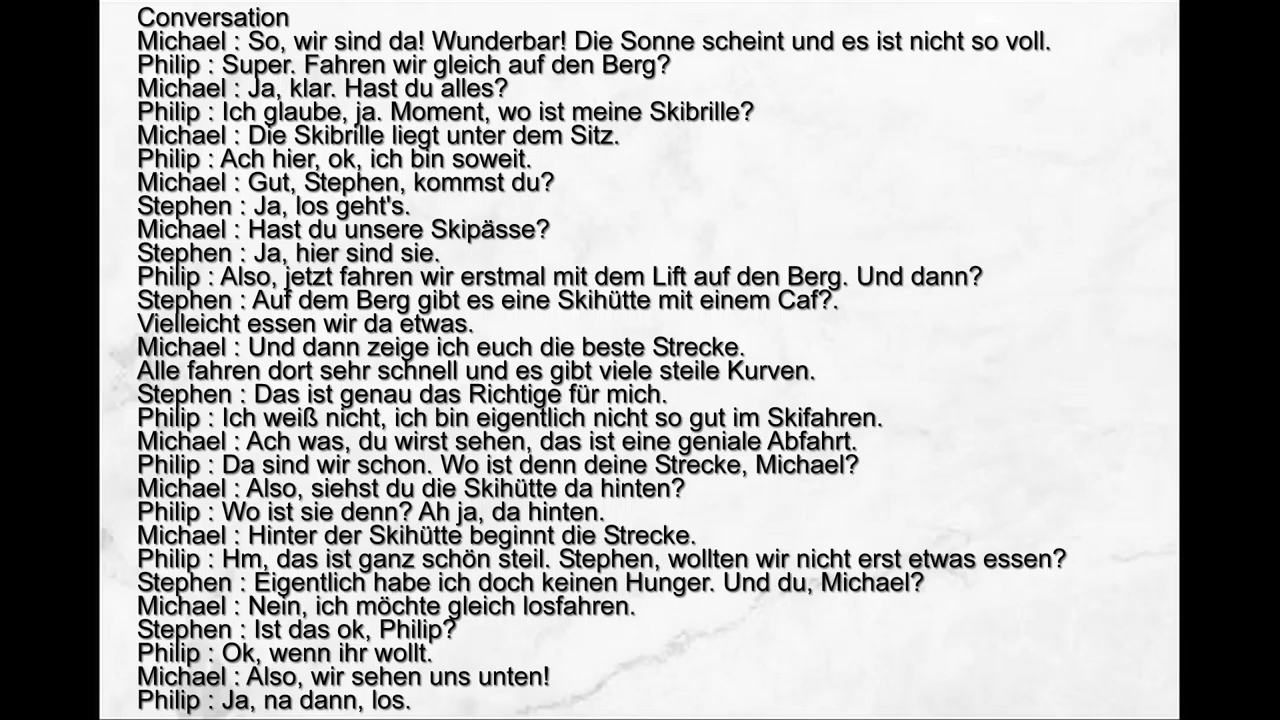 Conversation
Michael : So, wir sind da! Wunderbar! Die Sonne scheint und es ist nicht so voll.
Philip : Super. Fahren wir gleich auf den Berg?
Michael : Ja, klar. Hast du alles?
Philip : Ich glaube, ja. Moment, wo ist meine Skibrille?
Michael : Die Skibrille liegt unter dem Sitz.
Philip : Ach hier, ok, ich bin soweit.
Michael : Gut, Stephen, kommst du?
Stephen : Ja, los geht's.
Michael : Hast du unsere Skipässe?
Stephen : Ja, hier sind sie.
Philip : Also, jetzt fahren wir erstmal mit dem Lift auf den Berg. Und dann?
Stephen : Auf dem Berg gibt es eine Skihütte mit einem Caf?.
Vielleicht essen wir da etwas.
Michael : Und dann zeige ich euch die beste Strecke.
Alle fahren dort sehr schnell und es gibt viele steile Kurven.
Stephen : Das ist genau das Richtige für mich.
Philip : Ich weiß nicht, ich bin eigentlich nicht so gut im Skifahren.
Michael : Ach was, du wirst sehen, das ist eine geniale Abfahrt.
Philip : Da sind wir schon. Wo ist denn deine Strecke, Michael?
Michael : Also, siehst du die Skihütte da hinten?
Philip : Wo ist sie denn? Ah ja, da hinten.
Michael : Hinter der Skihütte beginnt die Strecke.
Philip : Hm, das ist ganz schön steil. Stephen, wollten wir nicht erst etwas essen?
Stephen : Eigentlich habe ich doch keinen Hunger. Und du, Michael?
Michael : Nein, ich möchte gleich losfahren.
Stephen : Ist das ok, Philip?
Philip : Ok, wenn ihr wollt.
Michael : Also, wir sehen uns unten!
Philip : Ja, na dann, los.